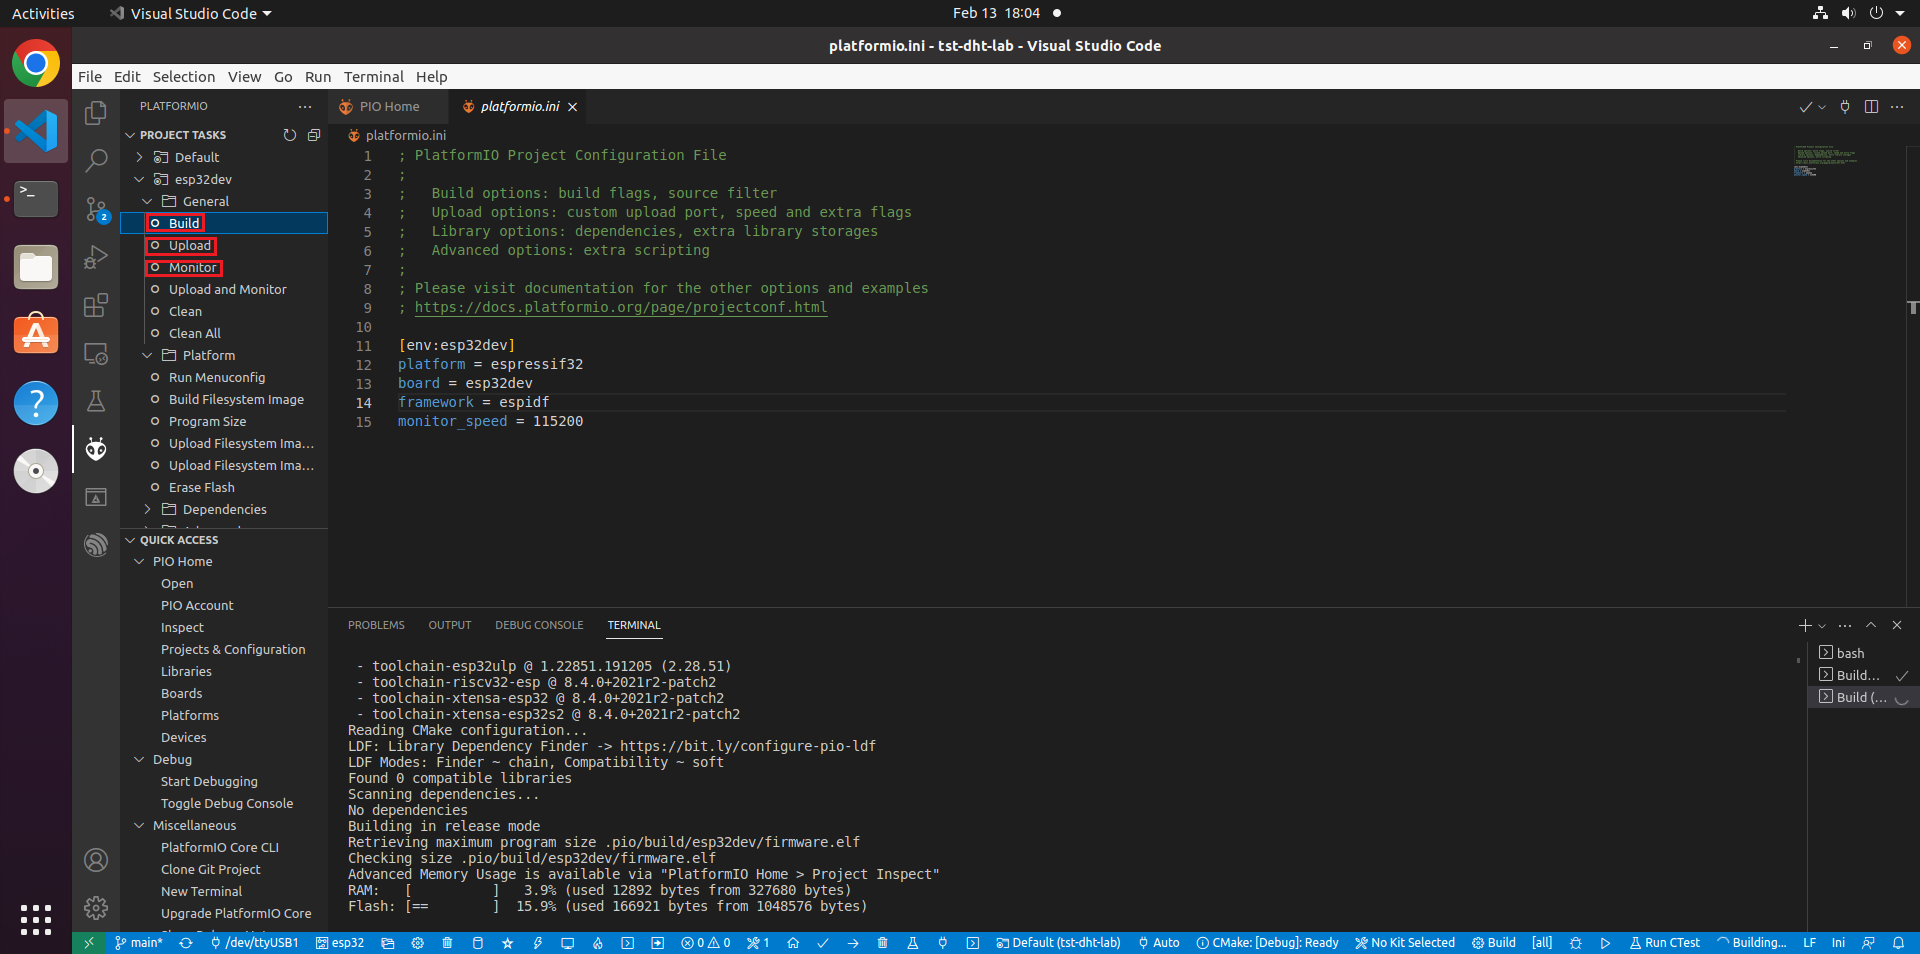 Activities
Visual Studio Code
Feb 13 18:04
platformio.ini - tst-dht-lab - Visual Studio Code
File Edit Selection View Go Run Terminal Help
PLATFORMIO
PROJECT TASKS
Default
esp32dev
General
Build
Upload
Monitor
Upload and Monitor
Clean
Clean All
Platform
Run Menuconfig
Build Filesystem Image
Program Size
Upload Filesystem Ima...
Upload Filesystem Ima...
Erase Flash
Dependencies
QUICK ACCESS
PIO Home
Open
PIO Account
Inspect
Projects & Configuration
Libraries
Boards
Platforms
Devices
Debug
Start Debugging
Toggle Debug Console
Miscellaneous
PlatformIO Core CLI
Clone Git Project
New Terminal
Upgrade PlatformIO Core
2
PIO Home
platformio.ini
platformio.ini
1 ; PlatformIO Project Configuration File
2 ;
3 ;   Build options: build flags, source filter
4 ;   Upload options: custom upload port, speed and extra flags
5 ;   Library options: dependencies, extra library storages
6 ;   Advanced options: extra scripting
7 ;
8 ; Please visit documentation for the other options and examples
9 ; https://docs.platformio.org/page/projectconf.html
10
11 [env:esp32dev]
12 platform = espressif32
13 board = esp32dev
14 framework = espidf
15 monitor_speed = 115200
PROBLEMS OUTPUT DEBUG CONSOLE TERMINAL
- toolchain-esp32ulp @ 1.22851.191205 (2.28.51)
- toolchain-riscv32-esp @ 8.4.0+2021r2-patch2
- toolchain-xtensa-esp32 @ 8.4.0+2021r2-patch2
- toolchain-xtensa-esp32s2 @ 8.4.0+2021r2-patch2
Reading CMake configuration...
LDF: Library Dependency Finder -> https://bit.ly/configure-pio-ldf
LDF Modes: Finder ~ chain, Compatibility ~ soft
Found 0 compatible libraries
Scanning dependencies...
No dependencies
Building in release mode
Retrieving maximum program size .pio/build/esp32dev/firmware.elf
Checking size .pio/build/esp32dev/firmware.elf
Advanced Memory Usage is available via "PlatformIO Home > Project Inspect"
RAM:   [          ]   3.9% (used 12892 bytes from 327680 bytes)
Flash: [==        ]  15.9% (used 166921 bytes from 1048576 bytes)
bash
Build...
Build (...
main* /dev/ttyUSB1 esp32 0 0 1 Default (tst-dht-lab) Auto CMake: [Debug]: Ready No Kit Selected Build [all] Run CTest Building... LF Ini